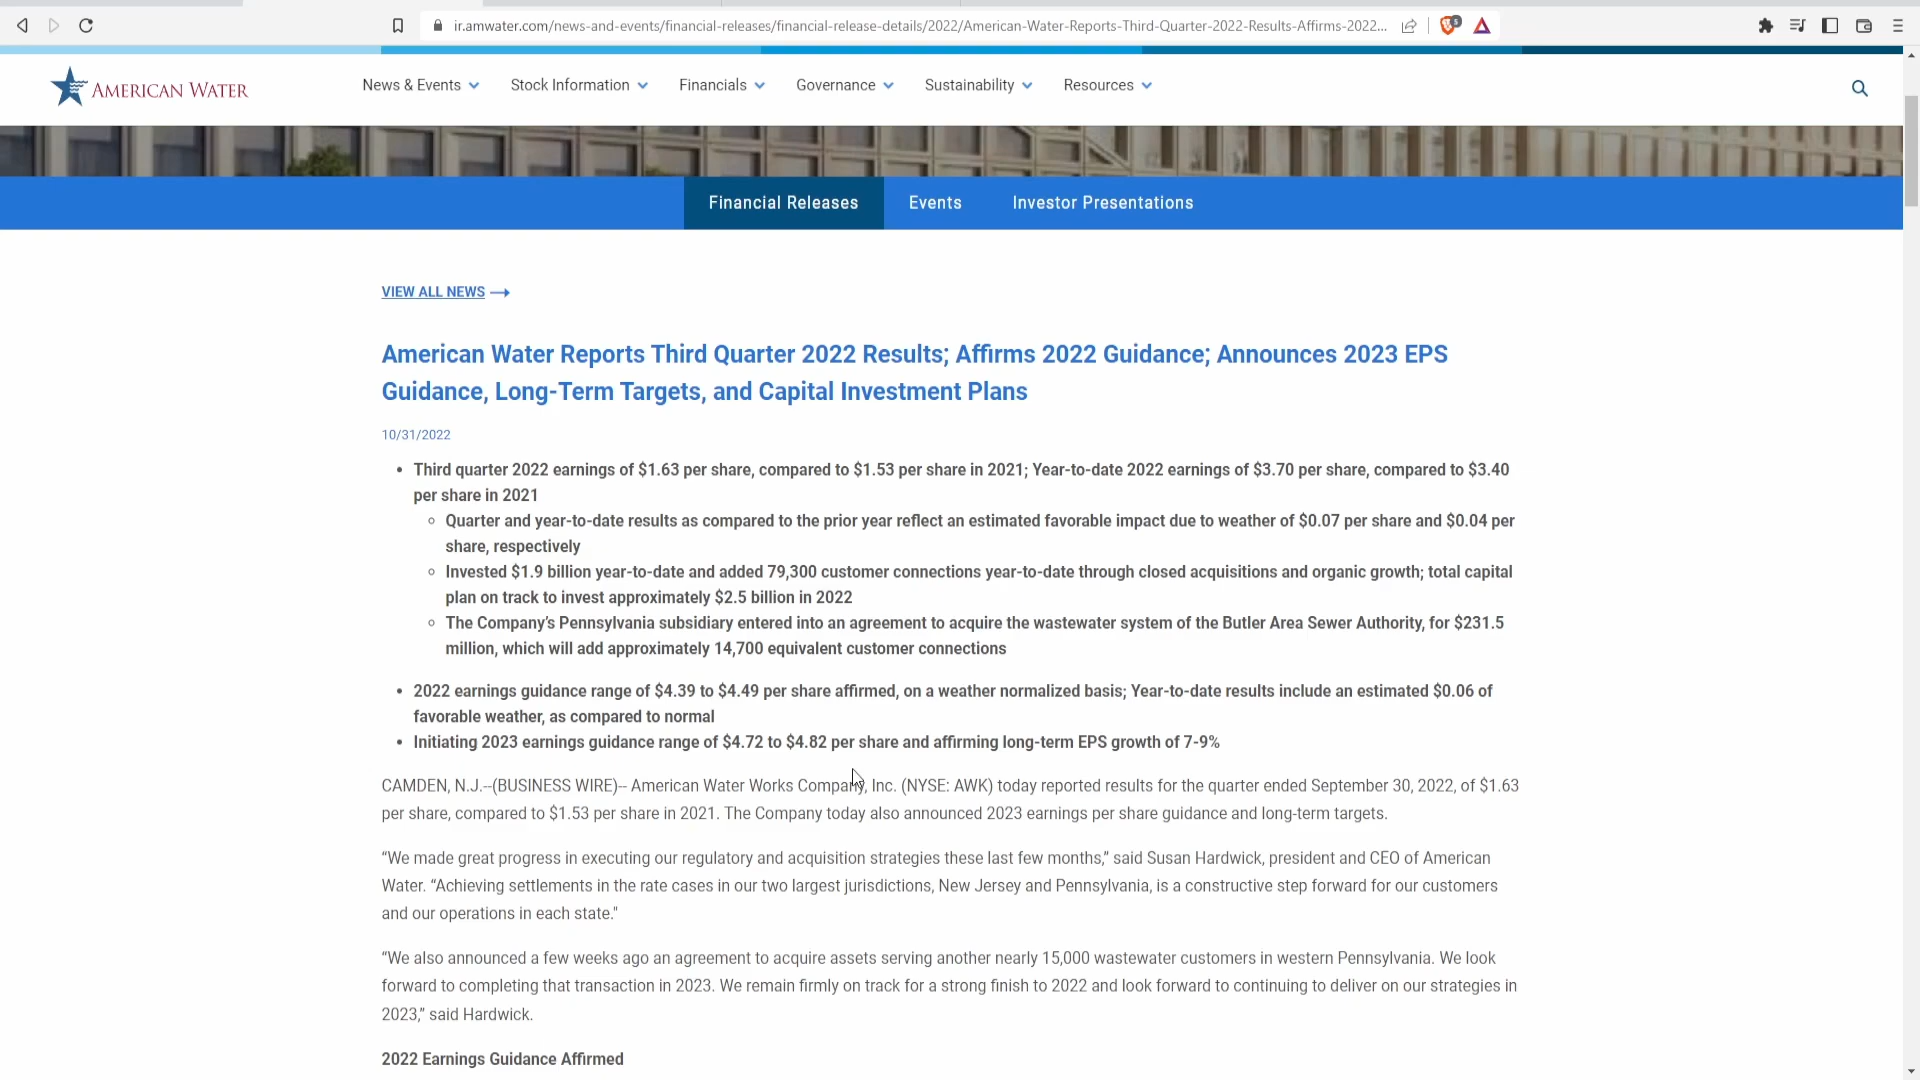 ir.amwater.com/news-and-events/financial-releases/financial-release-details/2022/American-Water-Reports-Third-Quarter-2022-Results-Affirms-2022...
5
AMERICAN WATER
News & Events
Stock Information
Financials
Governance
Sustainability
Resources
Financial Releases
Events
Investor Presentations
VIEW ALL NEWS
American Water Reports Third Quarter 2022 Results; Affirms 2022 Guidance; Announces 2023 EPS
Guidance, Long-Term Targets, and Capital Investment Plans
10/31/2022
• Third quarter 2022 earnings of $1.63 per share, compared to $1.53 per share in 2021; Year-to-date 2022 earnings of $3.70 per share, compared to $3.40
per share in 2021
◦ Quarter and year-to-date results as compared to the prior year reflect an estimated favorable impact due to weather of $0.07 per share and $0.04 per
share, respectively
◦ Invested $1.9 billion year-to-date and added 79,300 customer connections year-to-date through closed acquisitions and organic growth; total capital
plan on track to invest approximately $2.5 billion in 2022
◦ The Company’s Pennsylvania subsidiary entered into an agreement to acquire the wastewater system of the Butler Area Sewer Authority, for $231.5
million, which will add approximately 14,700 equivalent customer connections
• 2022 earnings guidance range of $4.39 to $4.49 per share affirmed, on a weather normalized basis; Year-to-date results include an estimated $0.06 of
favorable weather, as compared to normal
• Initiating 2023 earnings guidance range of $4.72 to $4.82 per share and affirming long-term EPS growth of 7-9%
CAMDEN, N.J.--(BUSINESS WIRE)-- American Water Works Company, Inc. (NYSE: AWK) today reported results for the quarter ended September 30, 2022, of $1.63
per share, compared to $1.53 per share in 2021. The Company today also announced 2023 earnings per share guidance and long-term targets.
“We made great progress in executing our regulatory and acquisition strategies these last few months,” said Susan Hardwick, president and CEO of American
Water. “Achieving settlements in the rate cases in our two largest jurisdictions, New Jersey and Pennsylvania, is a constructive step forward for our customers
and our operations in each state."
“We also announced a few weeks ago an agreement to acquire assets serving another nearly 15,000 wastewater customers in western Pennsylvania. We look
forward to completing that transaction in 2023. We remain firmly on track for a strong finish to 2022 and look forward to continuing to deliver on our strategies in
2023,” said Hardwick.
2022 Earnings Guidance Affirmed